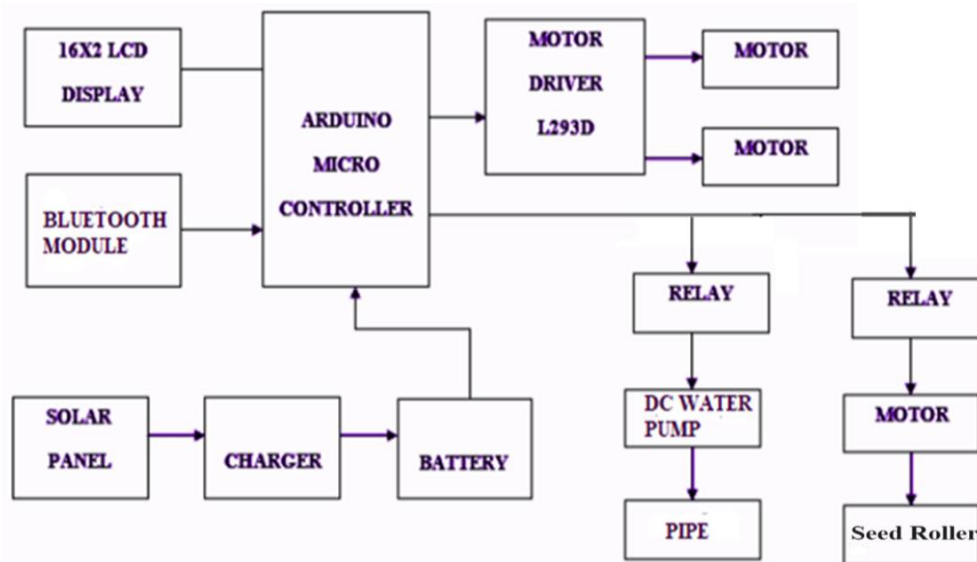 16X2 LCD
DISPLAY
BLUETOOTH
MODULE
ARDUINO
MICRO
CONTROLLER
MOTOR
DRIVER
L293D
MOTOR
MOTOR
RELAY
RELAY
DC WATER
PUMP
MOTOR
PIPE
Seed Roller
SOLAR
PANEL
CHARGER
BATTERY